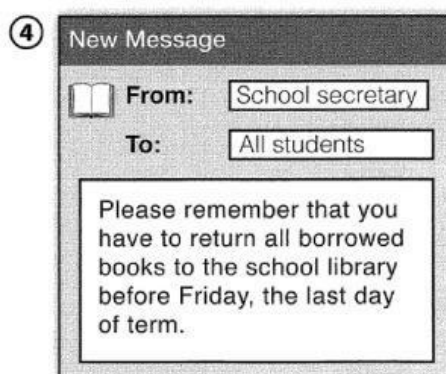 ④
New Message
From: School secretary
To: All students
Please remember that you
have to return all borrowed
books to the school library
before Friday, the last day
of term.